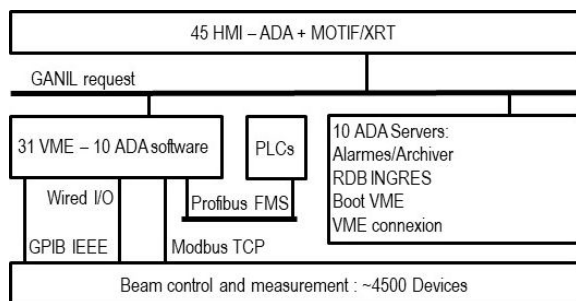 45 HMI – ADA + MOTIF/XRT
GANIL request
31 VME – 10 ADA software
PLCs
10 ADA Servers:
Alarmes/Archiver
RDB INGRES
Boot VME
VME connexion
Wired I/O
Profibus FMS
GPIB IEEE
Modbus TCP
Beam control and measurement : ~4500 Devices